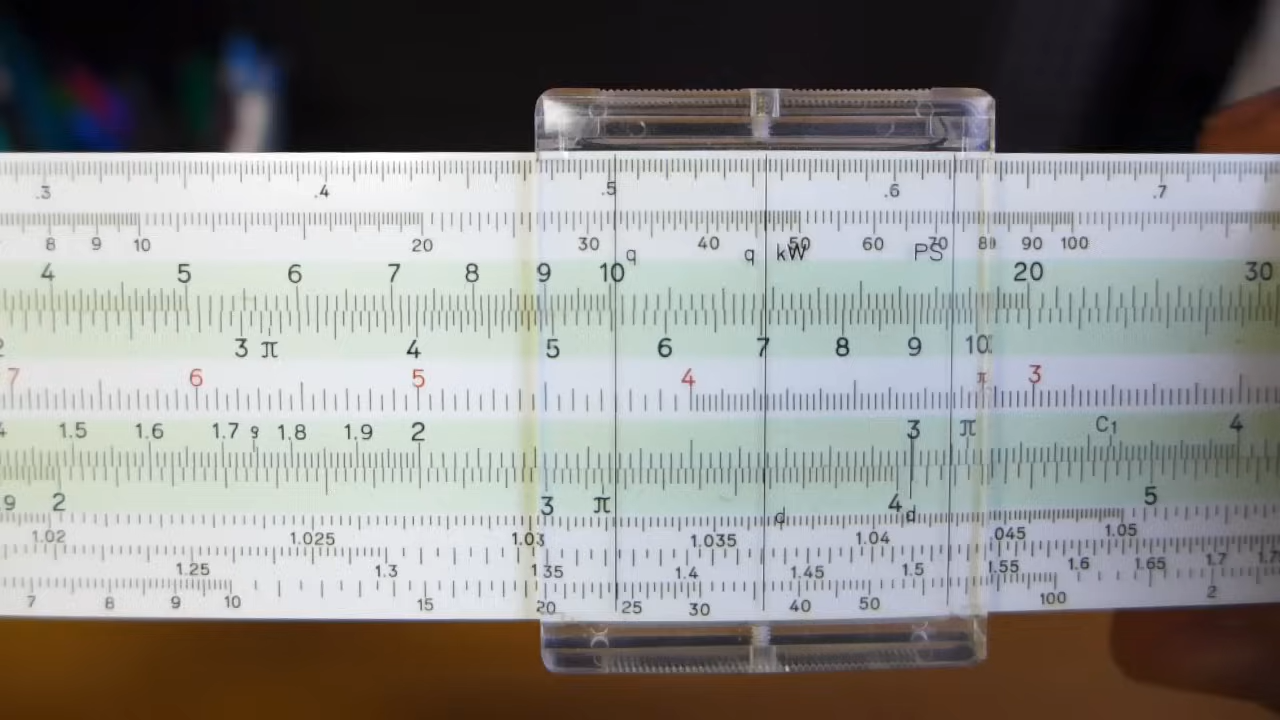 .3 .4 .5 .6 .7
8 9 10 20 30 40 50 60 70 80 90 100
q q kW PS
4 5 6 7 8 9 10 20 30
3 π 4 5 6 7 8 9 10
7 6 5 4 π 3
1.5 1.6 1.7 1.8 1.9 2 3 π C1 4
9 2 3 π 4 5
d d
1.02 1.025 1.03 1.035 1.04 045 1.05
1.25 1.3 1.35 1.4 1.45 1.5 1.55 1.6 1.65 1.7
7 8 9 10 15 20 25 30 40 50 100 2